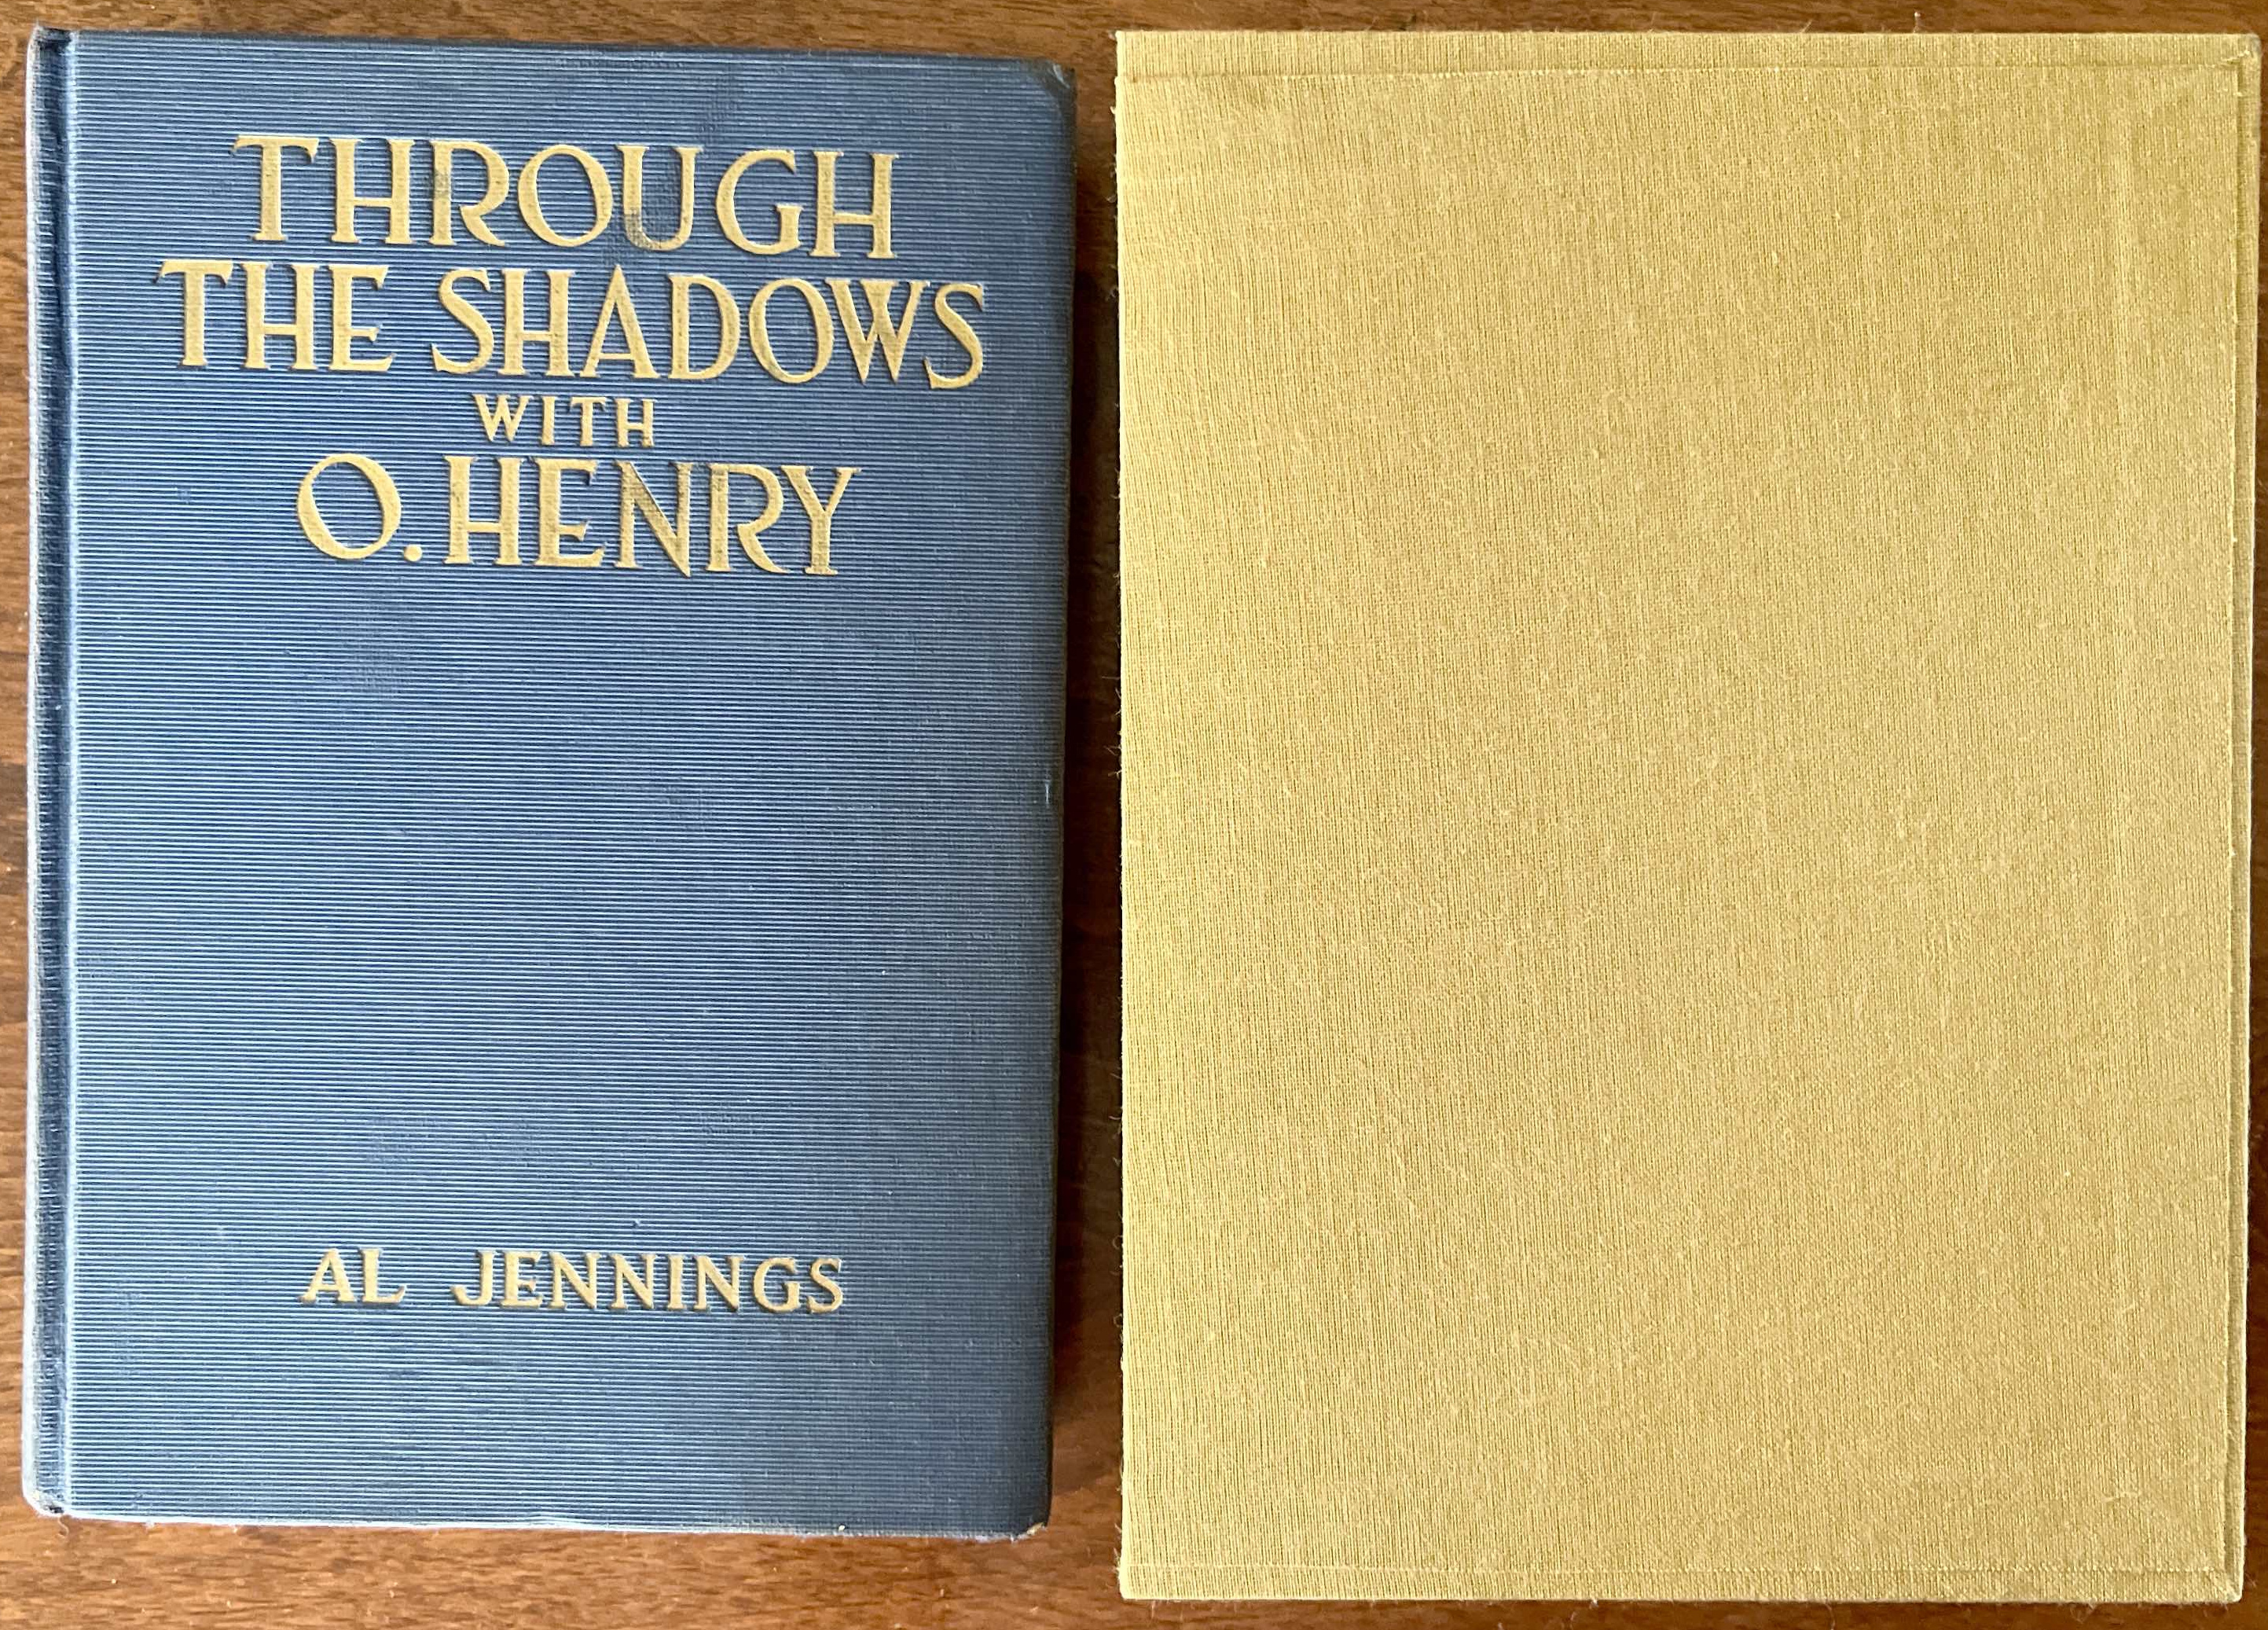 THROUGH
THE SHADOWS
WITH
O. HENRY
AL JENNINGS